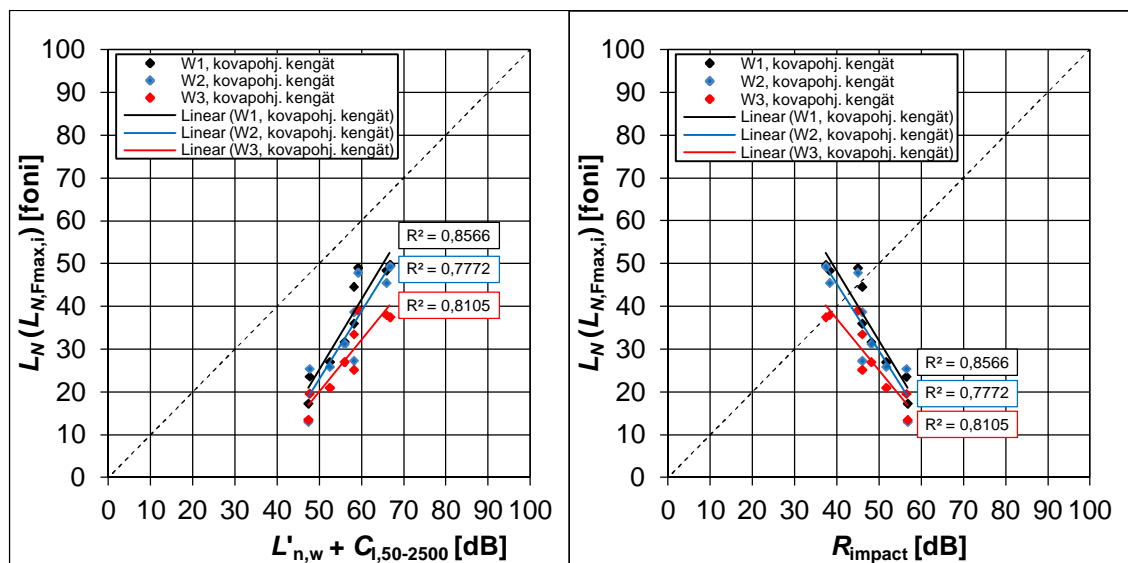 100
90
80
70
60
50
40
30
20
10
0
L_N (L_N,Fmax,i) [foni]
W1, kovapohj. kengät
W2, kovapohj. kengät
W3, kovapohj. kengät
Linear (W1, kovapohj. kengät)
Linear (W2, kovapohj. kengät)
Linear (W3, kovapohj. kengät)
R² = 0,8566
R² = 0,7772
R² = 0,8105
0 10 20 30 40 50 60 70 80 90 100
L'n,w + CI,50-2500 [dB]
100
90
80
70
60
50
40
30
20
10
0
L_N (L_N,Fmax,i) [foni]
W1, kovapohj. kengät
W2, kovapohj. kengät
W3, kovapohj. kengät
Linear (W1, kovapohj. kengät)
Linear (W2, kovapohj. kengät)
Linear (W3, kovapohj. kengät)
R² = 0,8566
R² = 0,7772
R² = 0,8105
0 10 20 30 40 50 60 70 80 90 100
Rimpact [dB]